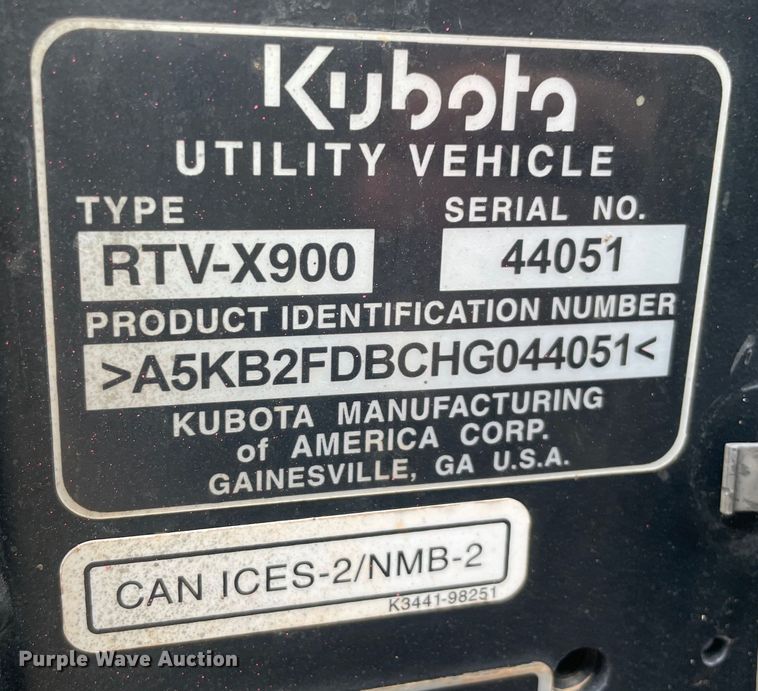 Kubota
UTILITY VEHICLE
TYPE SERIAL NO.
RTV-X900 44051
PRODUCT IDENTIFICATION NUMBER
>A5KB2FDBCHG044051<
KUBOTA MANUFACTURING
of AMERICA CORP.
GAINESVILLE, GA U.S.A.
CAN ICES-2/NMB-2
K3441-98251
Purple Wave Auction